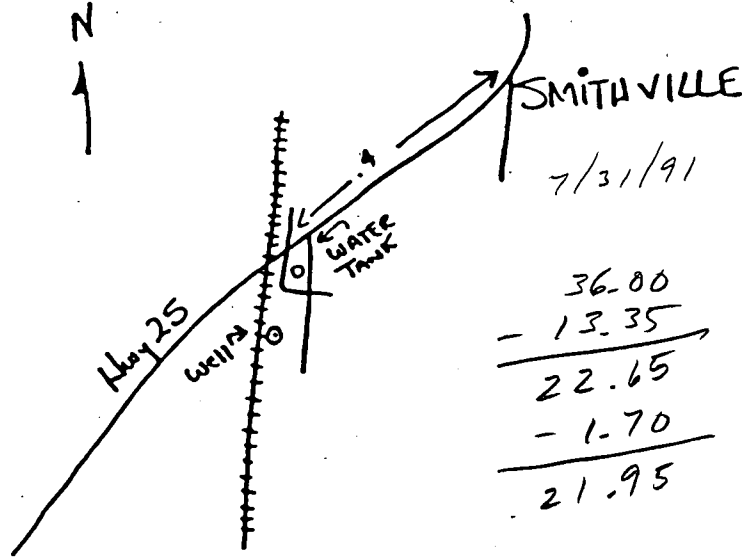 N
SMITHVILLE
.4
7/31/91
WATER
TANK
Hwy 25
Well
36.00
- 13.35
22.65
- 1.70
21.95